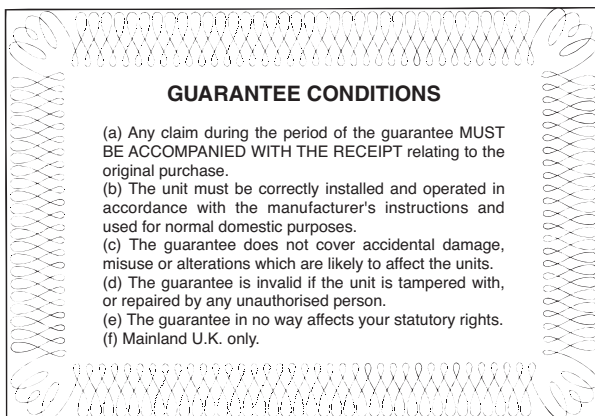 GUARANTEE CONDITIONS
(a) Any claim during the period of the guarantee MUST
BE ACCOMPANIED WITH THE RECEIPT relating to the
original purchase.
(b) The unit must be correctly installed and operated in
accordance with the manufacturer's instructions and
used for normal domestic purposes.
(c) The guarantee does not cover accidental damage,
misuse or alterations which are likely to affect the units.
(d) The guarantee is invalid if the unit is tampered with,
or repaired by any unauthorised person.
(e) The guarantee in no way affects your statutory rights.
(f) Mainland U.K. only.